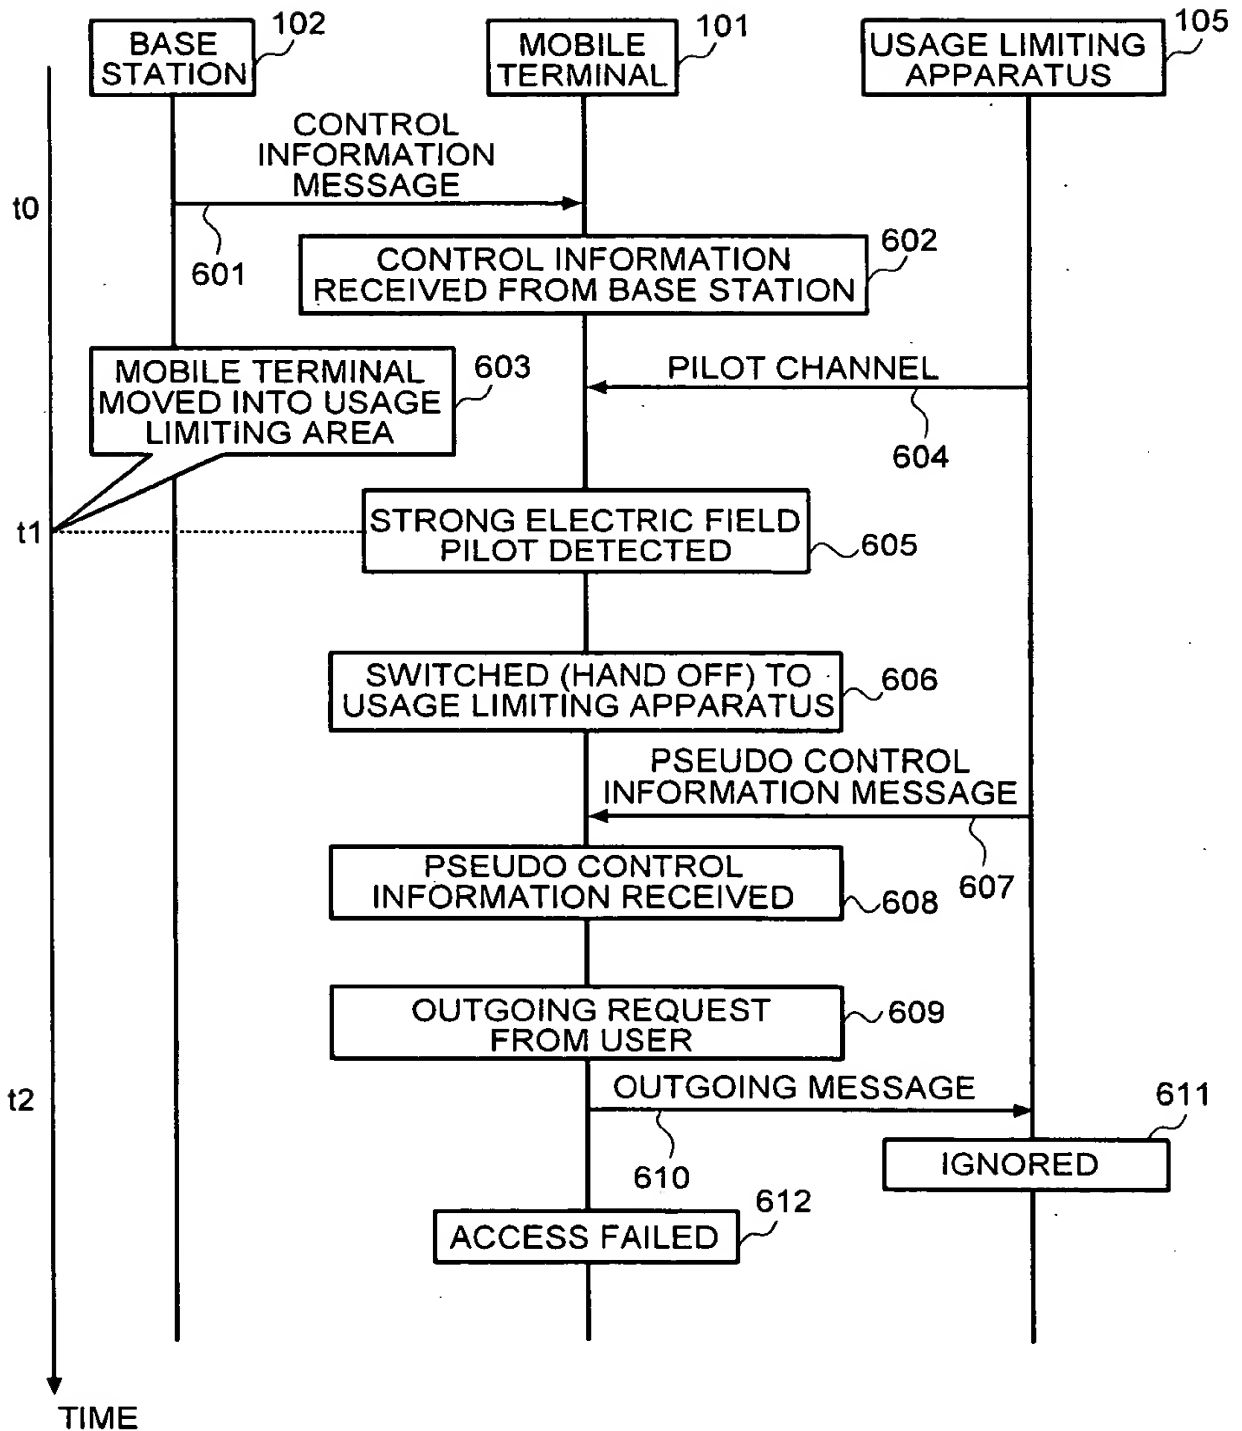 BASE
STATION
102
MOBILE
TERMINAL
101
USAGE LIMITING
APPARATUS
105
CONTROL
INFORMATION
MESSAGE
t0
601
CONTROL INFORMATION
RECEIVED FROM BASE STATION
602
MOBILE TERMINAL
MOVED INTO USAGE
LIMITING AREA
603
PILOT CHANNEL
604
t1
STRONG ELECTRIC FIELD
PILOT DETECTED
605
SWITCHED (HAND OFF) TO
USAGE LIMITING APPARATUS
606
PSEUDO CONTROL
INFORMATION MESSAGE
607
PSEUDO CONTROL
INFORMATION RECEIVED
608
OUTGOING REQUEST
FROM USER
609
t2
OUTGOING MESSAGE
610
611
IGNORED
612
ACCESS FAILED
TIME